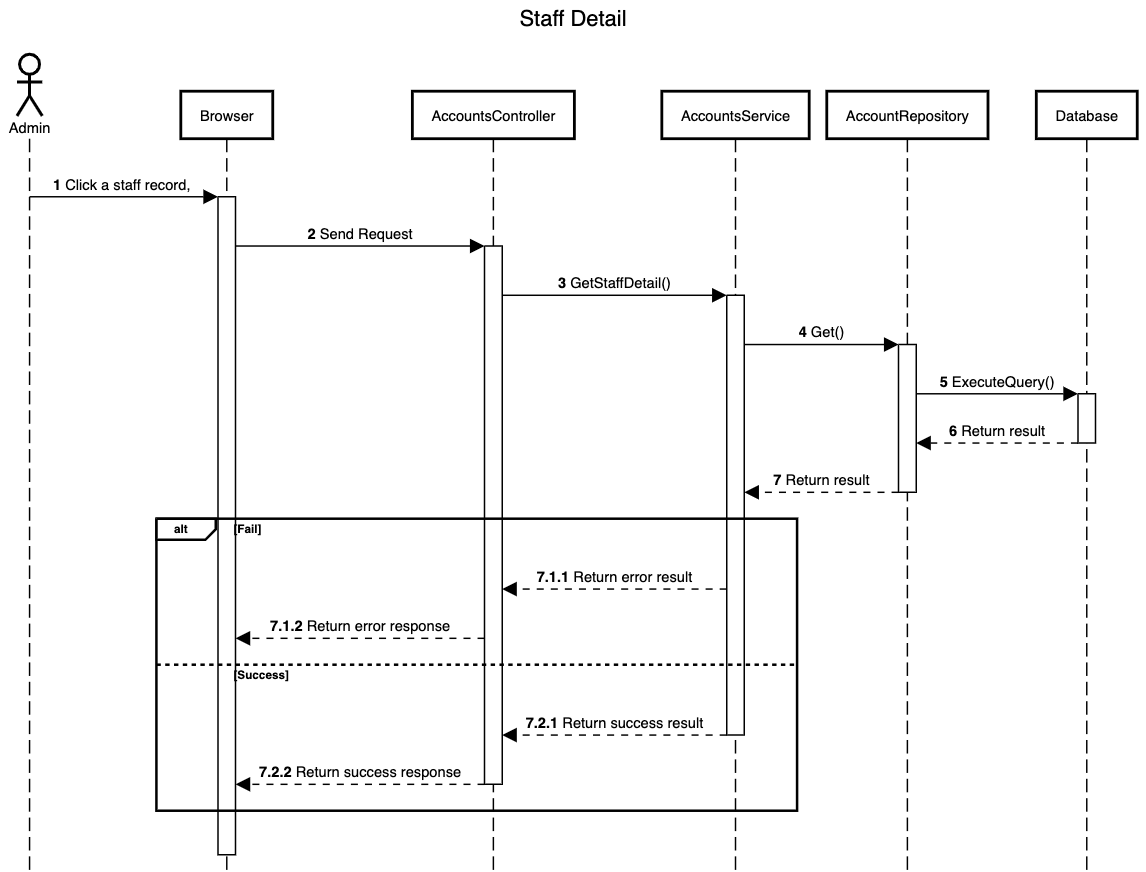 Staff Detail
Admin
Browser
AccountsController
AccountsService
AccountRepository
Database
1 Click a staff record,
2 Send Request
3 GetStaffDetail()
4 Get()
5 ExecuteQuery()
6 Return result
7 Return result
alt
[Fail]
7.1.1 Return error result
7.1.2 Return error response
[Success]
7.2.1 Return success result
7.2.2 Return success response